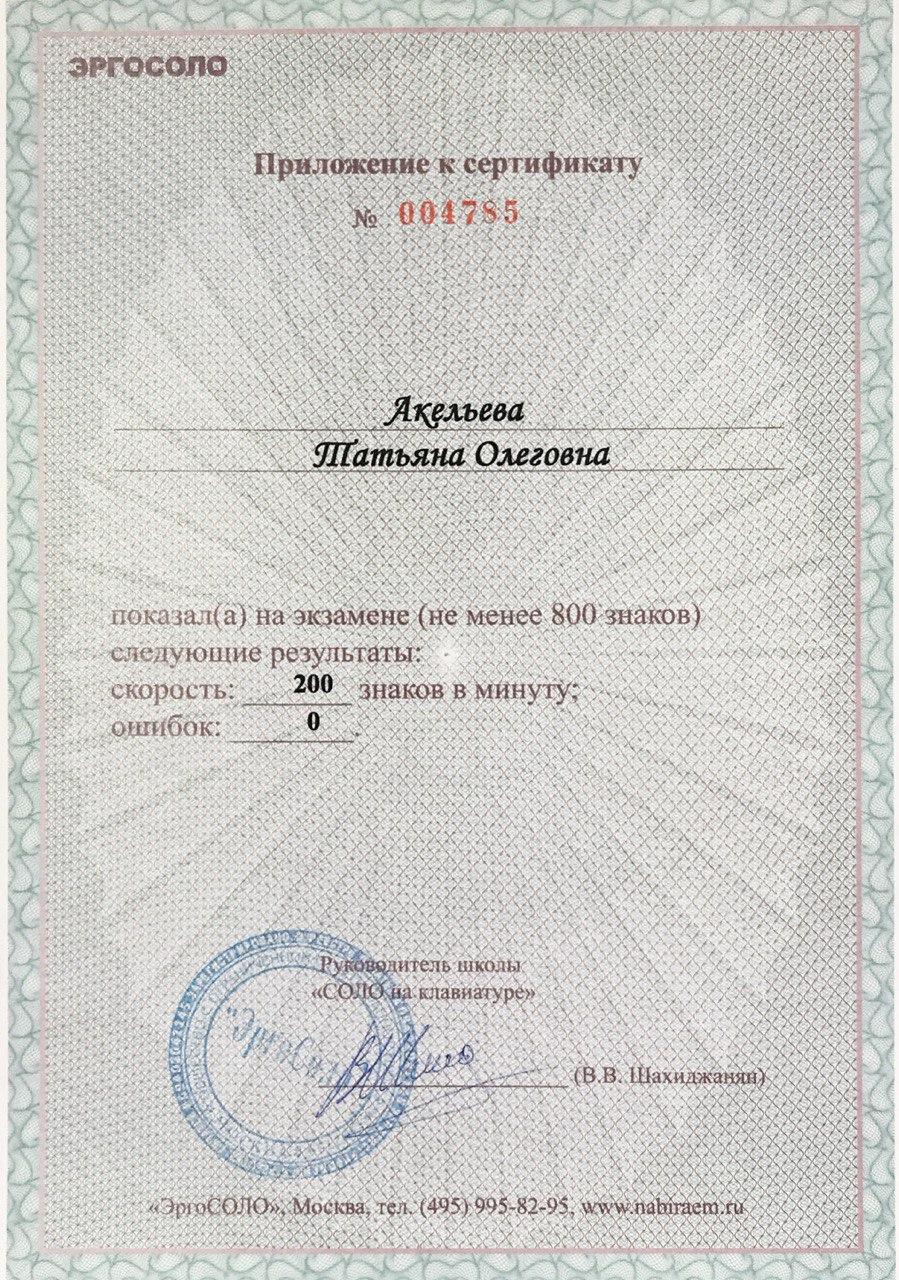 ЭРГОСОЛО
Приложение к сертификату
№ 004785
Акельева
Татьяна Олеговна
показал(а) на экзамене (не менее 800 знаков)
следующие результаты:
скорость: 200 знаков в минуту;
ошибок: 0.
Руководитель школы
«СОЛО на клавиатуре»
"ЭргоСоло"
(В.В. Шахиджанян)
«ЭргоСОЛО», Москва, тел. (495) 995-82-95, www.nabiraem.ru